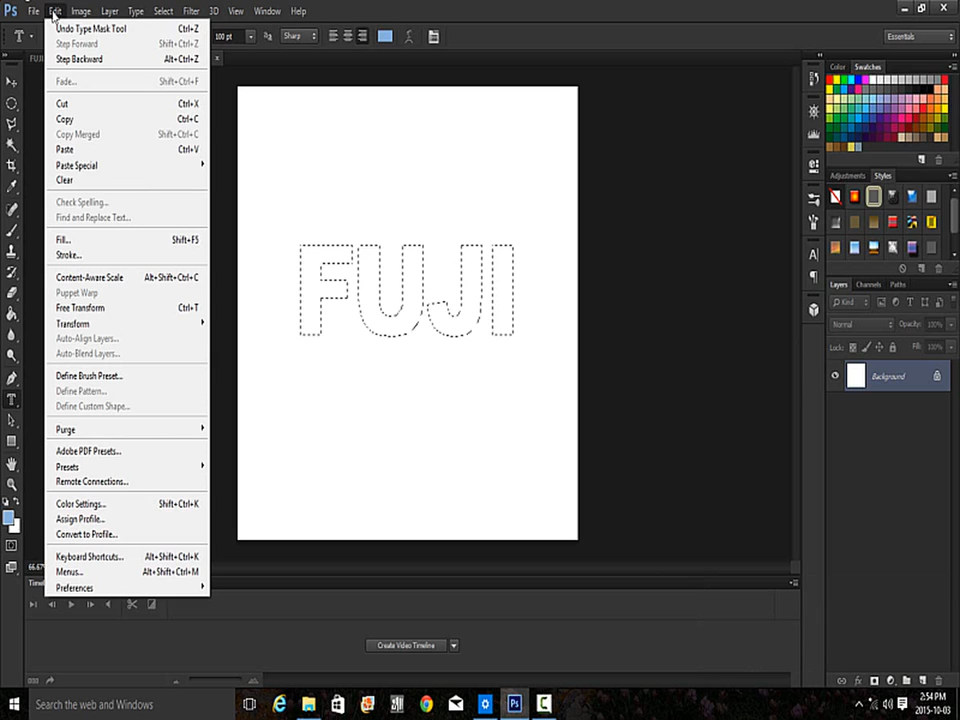 Ps File Edit Image Layer Type Select Filter 3D View Window Help
T 100 pt aa Sharp Essentials
FUJI
Undo Type Mask Tool Ctrl+Z
Step Forward Shift+Ctrl+Z
Step Backward Alt+Ctrl+Z
Fade... Shift+Ctrl+F
Cut Ctrl+X
Copy Ctrl+C
Copy Merged Shift+Ctrl+C
Paste Ctrl+V
Paste Special
Clear
Check Spelling...
Find and Replace Text...
Fill... Shift+F5
Stroke...
Content-Aware Scale Alt+Shift+Ctrl+C
Puppet Warp
Free Transform Ctrl+T
Transform
Auto-Align Layers...
Auto-Blend Layers...
Define Brush Preset...
Define Pattern...
Define Custom Shape...
Purge
Adobe PDF Presets...
Presets
Remote Connections...
Color Settings... Shift+Ctrl+K
Assign Profile...
Convert to Profile...
Keyboard Shortcuts... Alt+Shift+Ctrl+K
Menus... Alt+Shift+Ctrl+M
Preferences
FUJI
Color Swatches
Adjustments Styles
Layers Channels Paths
Kind
Normal Opacity: 100%
Lock: Fill: 100%
Background
66.67%
Create Video Timeline
Search the web and Windows
2:54 PM
2015-10-03